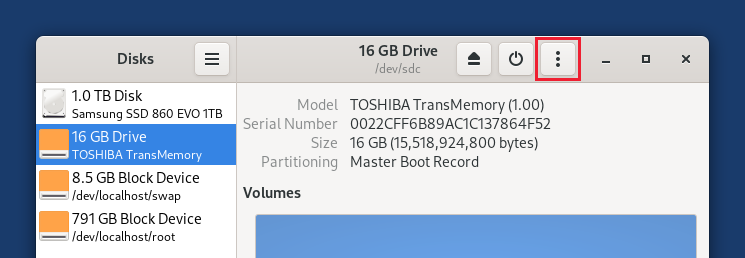 Disks
16 GB Drive
/dev/sdc
1.0 TB Disk
Samsung SSD 860 EVO 1TB
16 GB Drive
TOSHIBA TransMemory
8.5 GB Block Device
/dev/localhost/swap
791 GB Block Device
/dev/localhost/root
Model TOSHIBA TransMemory (1.00)
Serial Number 0022CFF6B89AC1C137864F52
Size 16 GB (15,518,924,800 bytes)
Partitioning Master Boot Record
Volumes